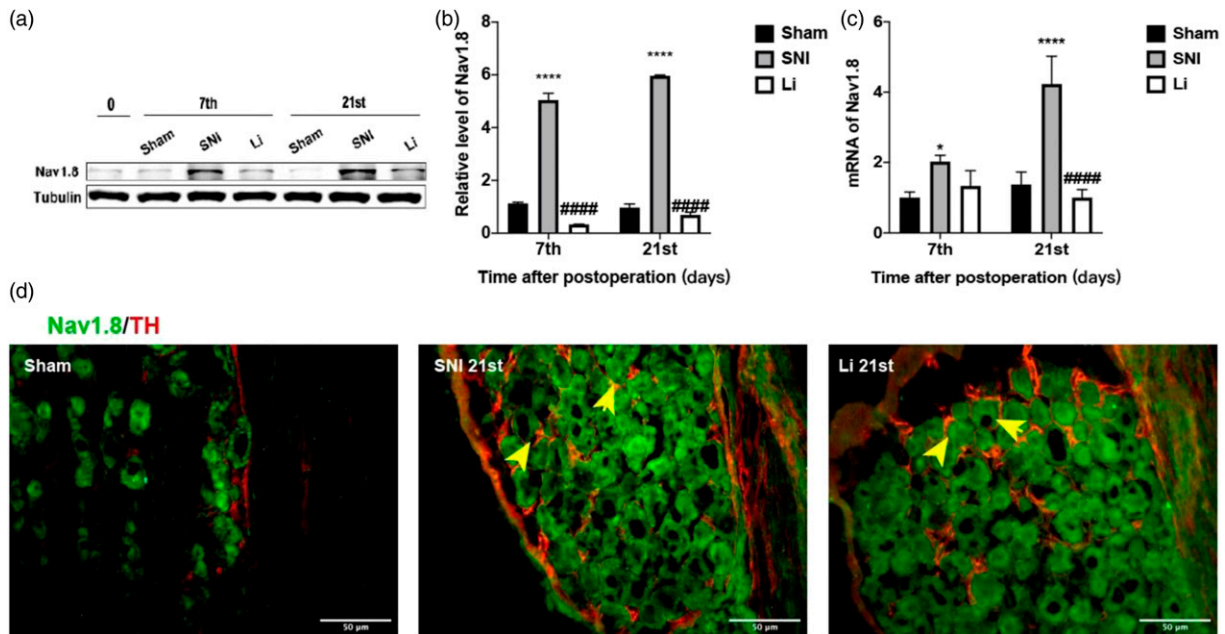 (a)
0 7th 21st
Sham SNi Li Sham SNI Li
Nav1.8
Tubulin
(b)
Relative level of Nav1.8
8
6
4
2
0
****
####
****
####
7th 21st
Time after postoperation (days)
Sham
SNI
Li
(c)
mRNA of Nav1.8
6
4
2
0
*
****
####
7th 21st
Time after postoperation (days)
Sham
SNI
Li
(d)
Nav1.8/TH
Sham
50 μm
SNI 21st
50 μm
Li 21st
50 μm